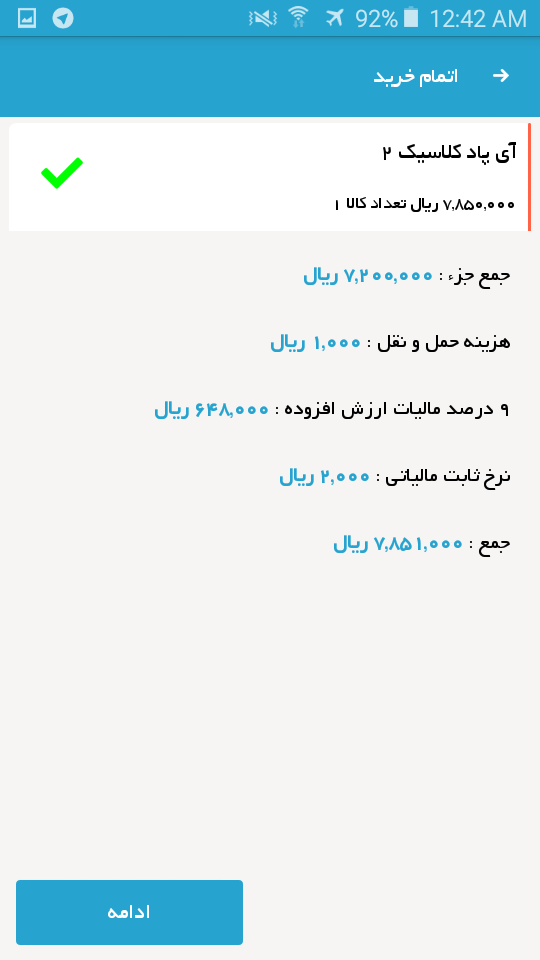 92% 12:42 AM
اتمام خرید
آی پاد کلاسیک ۲
۷,۸۵۰,۰۰۰ ریال تعداد کالا ۱
جمع جزء : ۷,۲۰۰,۰۰۰ ریال
هزینه حمل و نقل : ۱,۰۰۰ ریال
۹ درصد مالیات ارزش افزوده : ۶۴۸,۰۰۰ ریال
نرخ ثابت مالیاتی : ۲,۰۰۰ ریال
جمع : ۷,۸۵۱,۰۰۰ ریال
ادامه